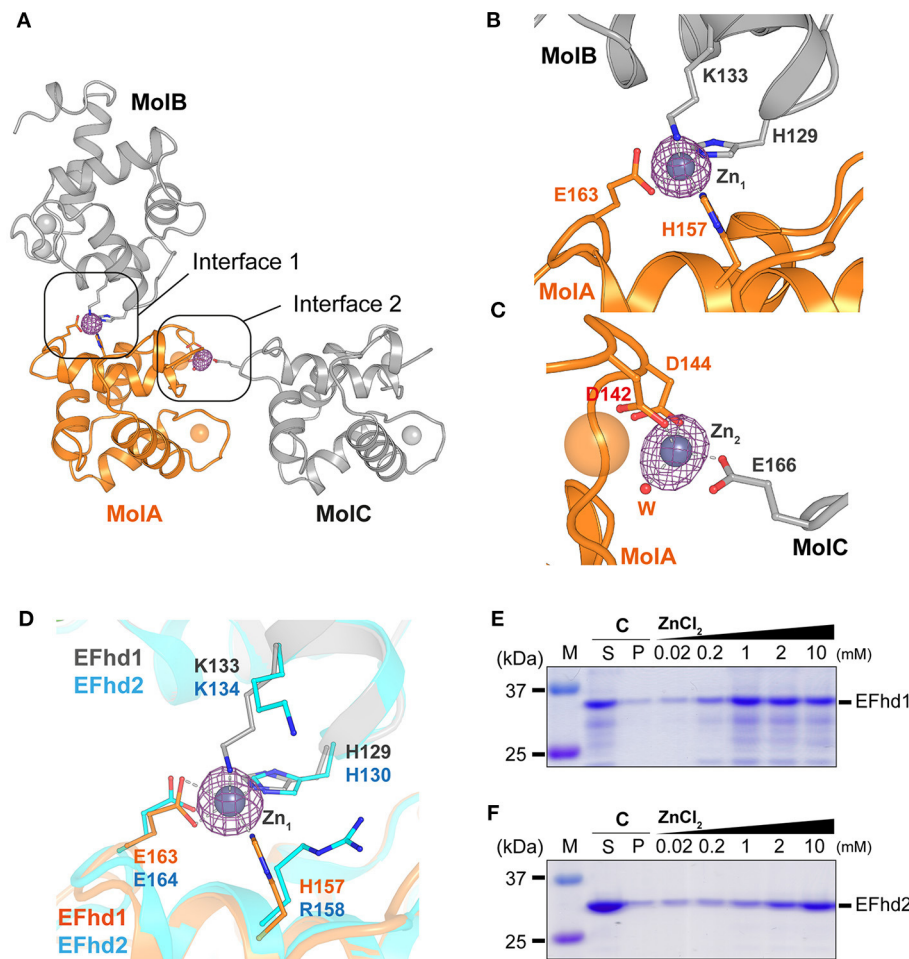 A
MolB
Interface 1
Interface 2
MolA
MolC
B
MolB
K133
H129
Zn1
E163
H157
MolA
C
D144
D142
Zn2
E166
W
MolA
MolC
D
EFhd1
EFhd2
K133
K134
H129
H130
Zn1
E163
E164
H157
R158
EFhd1
EFhd2
E
C ZnCl2
(kDa) M S P 0.02 0.2 1 2 10 (mM)
37
EFhd1
25
F
C ZnCl2
(kDa) M S P 0.02 0.2 1 2 10 (mM)
37
EFhd2
25